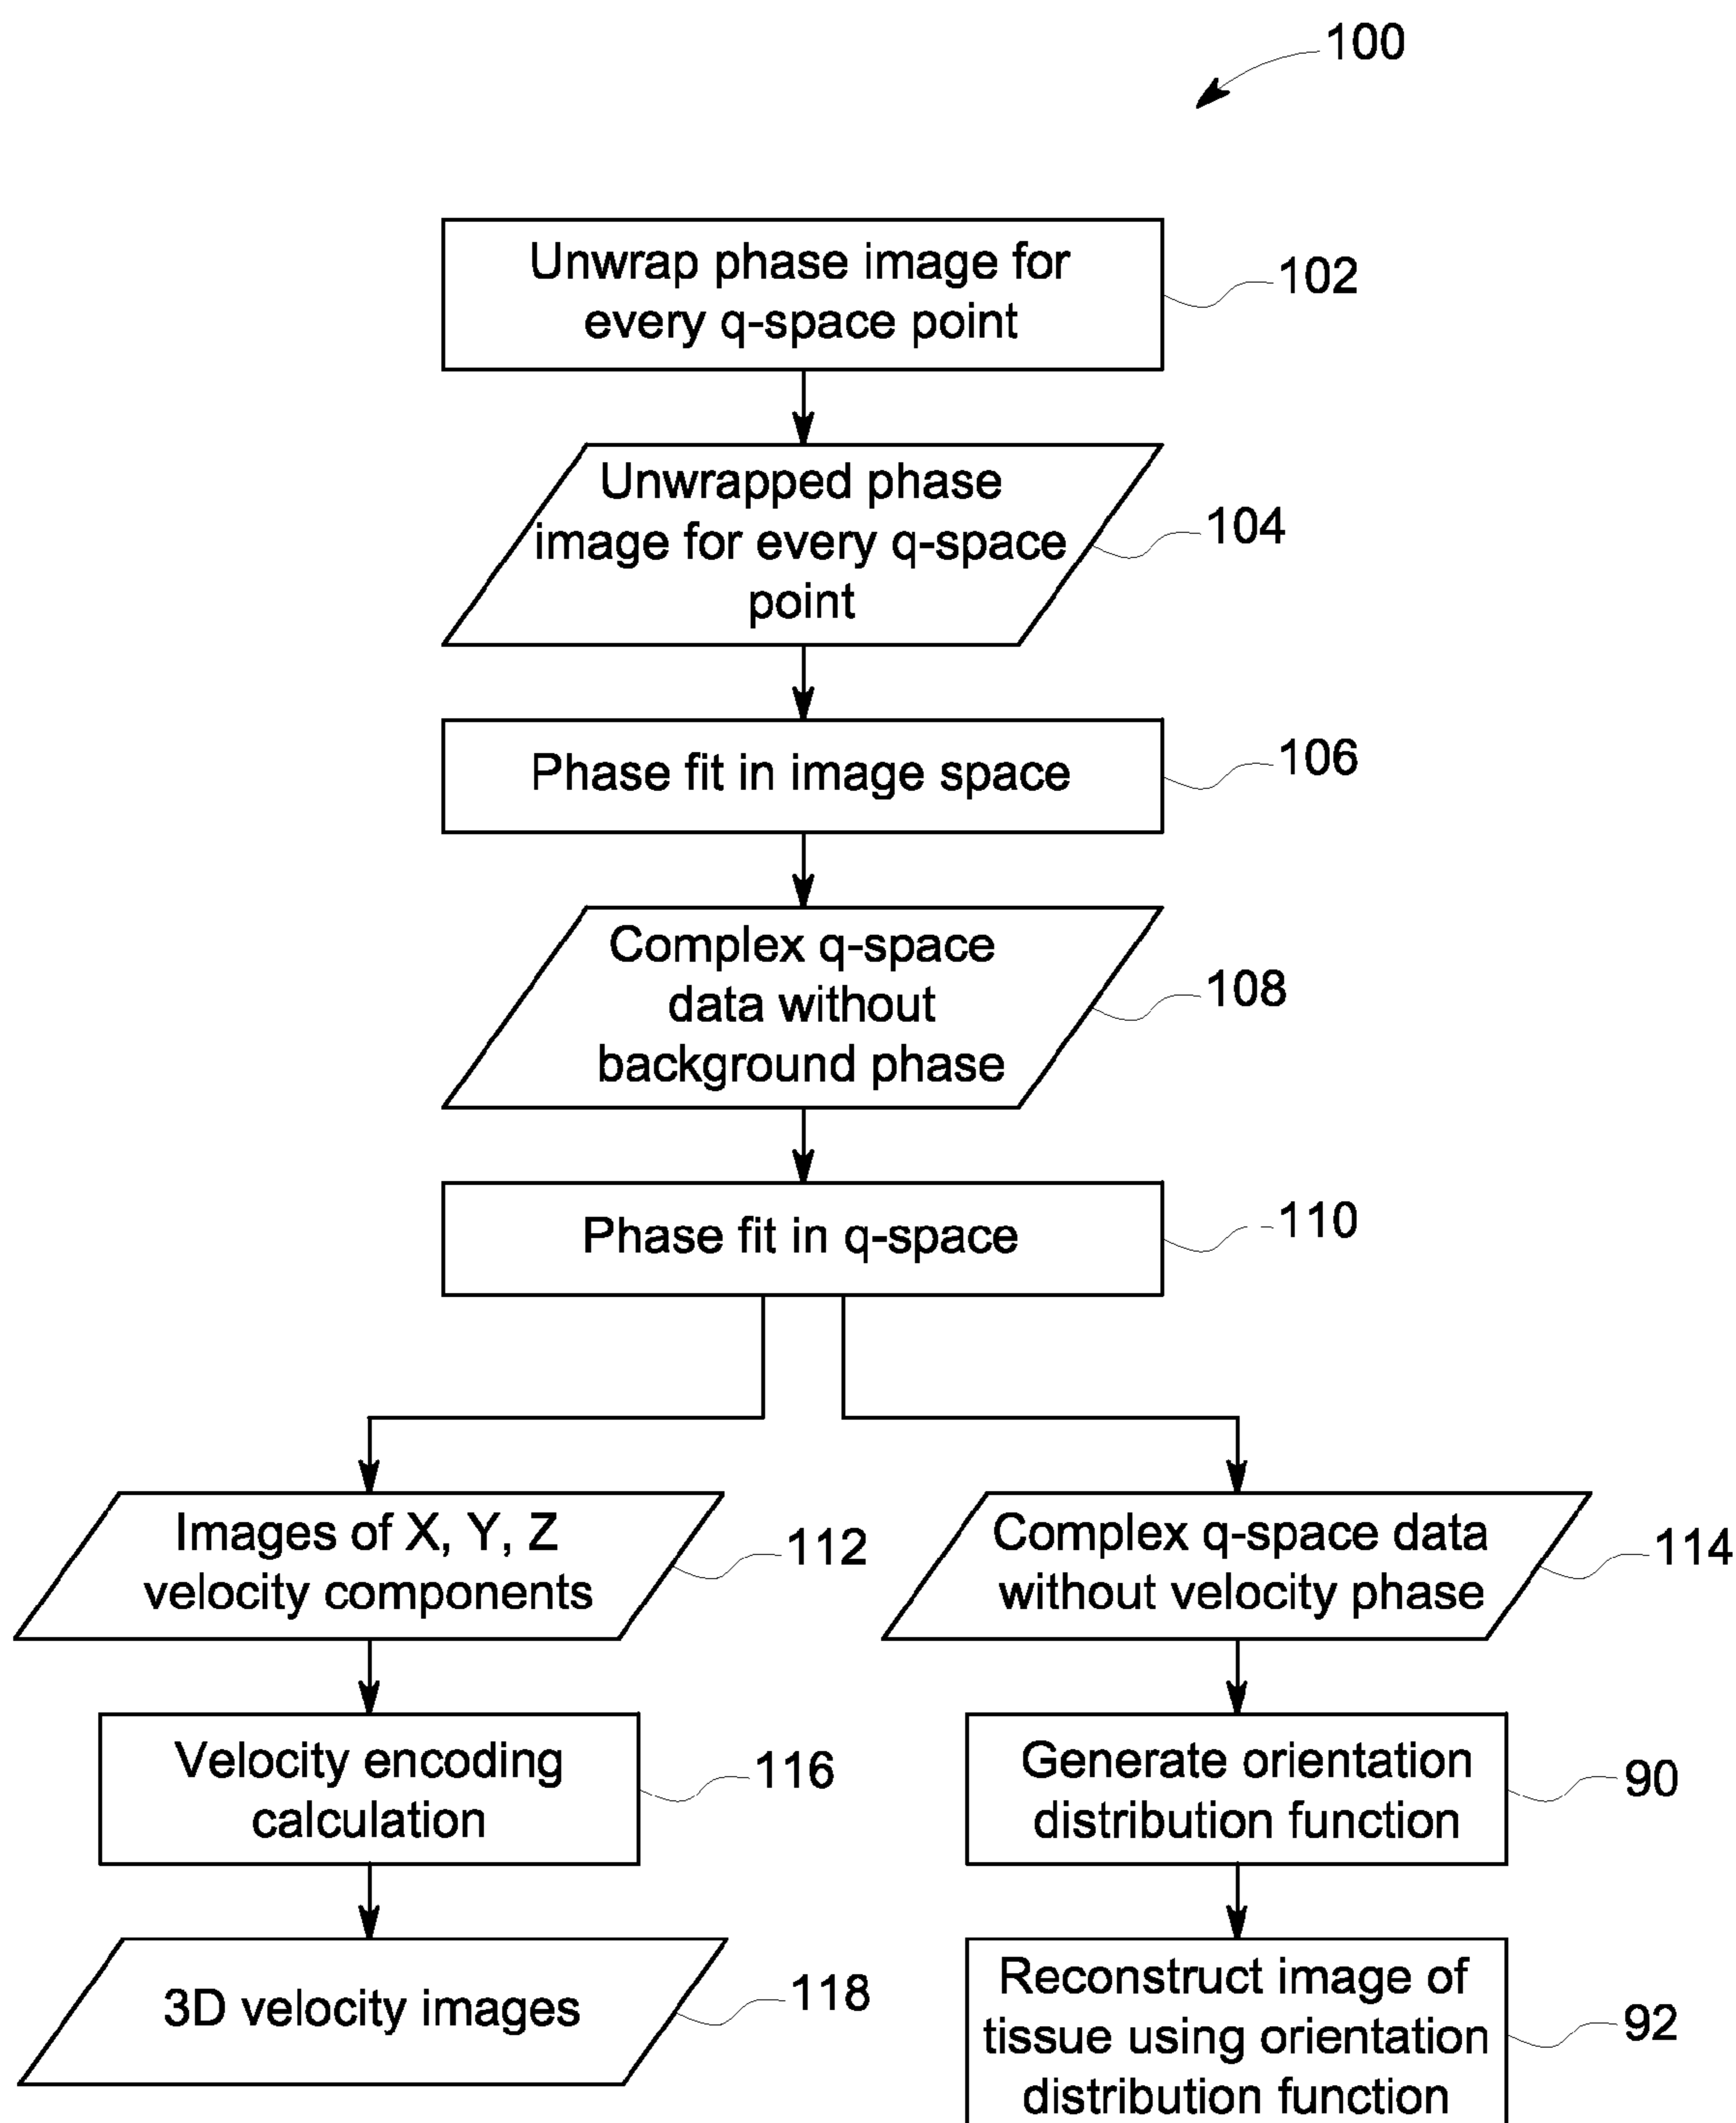 100
Unwrap phase image for
every q-space point
102
Unwrapped phase
image for every q-space
point
104
Phase fit in image space
106
Complex q-space
data without
background phase
108
Phase fit in q-space
110
Images of X, Y, Z
velocity components
112
Complex q-space data
without velocity phase
114
Velocity encoding
calculation
116
Generate orientation
distribution function
90
3D velocity images
118
Reconstruct image of
tissue using orientation
distribution function
92